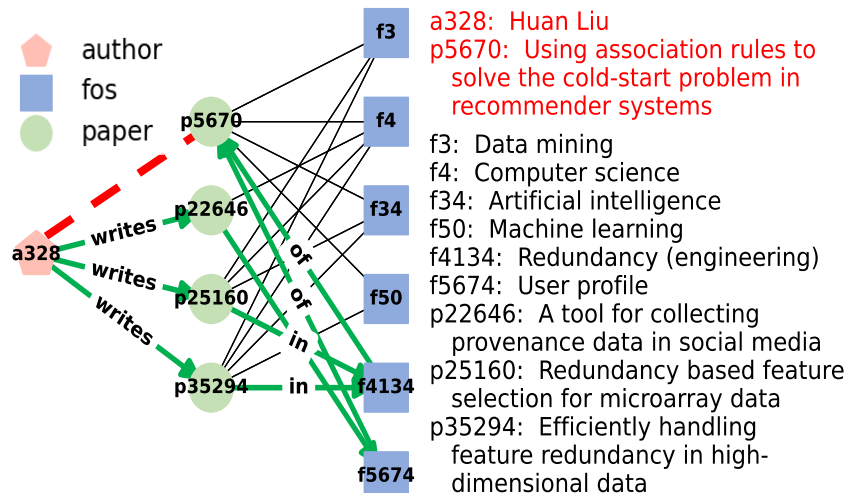 author
fos
paper
f3
p5670
f4
p22646
f34
writes
a328
of
writes
p25160
of
f50
writes
in
p35294
in
f4134
f5674
a328: Huan Liu
p5670: Using association rules to
solve the cold-start problem in
recommender systems
f3: Data mining
f4: Computer science
f34: Artificial intelligence
f50: Machine learning
f4134: Redundancy (engineering)
f5674: User profile
p22646: A tool for collecting
provenance data in social media
p25160: Redundancy based feature
selection for microarray data
p35294: Efficiently handling
feature redundancy in high-
dimensional data